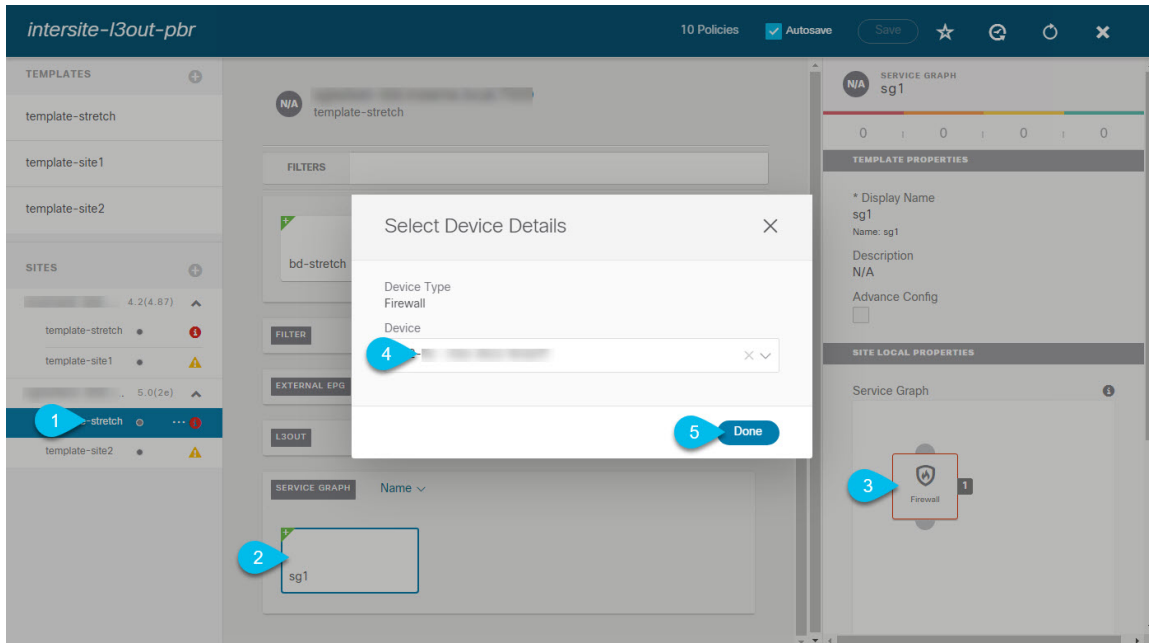 intersite-l3out-pbr
10 Policies
Autosave
Save
TEMPLATES
template-stretch
template-site1
template-site2
SITES
4.2(4.87)
template-stretch
template-site1
5.0(2e)
1
-stretch
template-site2
N/A
template-stretch
FILTERS
bd-stretch
FILTER
EXTERNAL EPG
L3OUT
SERVICE GRAPH
Name
2
sg1
Select Device Details
Device Type
Firewall
Device
4
5
Done
N/A
SERVICE GRAPH
sg1
0
0
0
0
TEMPLATE PROPERTIES
* Display Name
sg1
Name: sg1
Description
N/A
Advance Config
SITE LOCAL PROPERTIES
Service Graph
3
Firewall
1